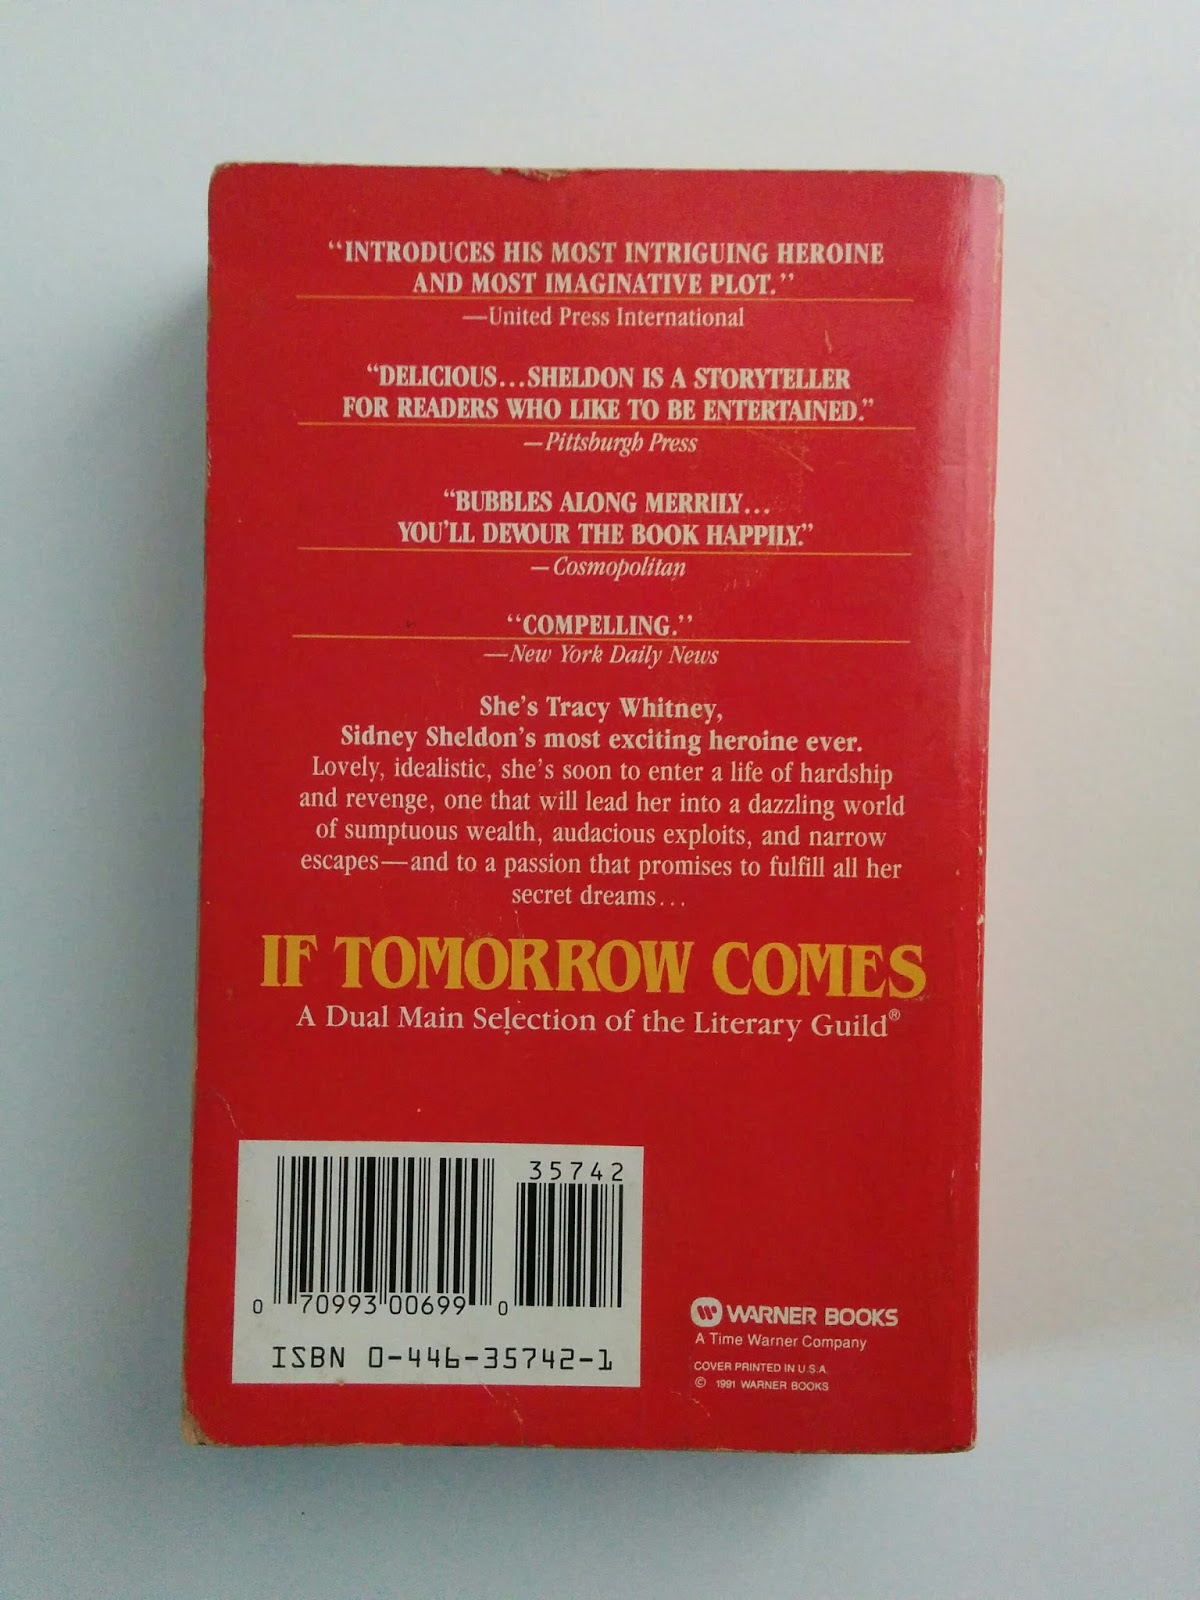 “INTRODUCES HIS MOST INTRIGUING HEROINE
AND MOST IMAGINATIVE PLOT.”
—United Press International
“DELICIOUS...SHELDON IS A STORYTELLER
FOR READERS WHO LIKE TO BE ENTERTAINED.”
—Pittsburgh Press
“BUBBLES ALONG MERRILY...
YOU’LL DEVOUR THE BOOK HAPPILY.”
—Cosmopolitan
“COMPELLING.”
—New York Daily News
She’s Tracy Whitney,
Sidney Sheldon’s most exciting heroine ever.
Lovely, idealistic, she’s soon to enter a life of hardship
and revenge, one that will lead her into a dazzling world
of sumptuous wealth, audacious exploits, and narrow
escapes—and to a passion that promises to fulfill all her
secret dreams...
IF TOMORROW COMES
A Dual Main Selection of the Literary Guild®
35742
0 70993 00699 0
ISBN 0-446-35742-1
WARNER BOOKS
A Time Warner Company
COVER PRINTED IN U.S.A.
© 1991 WARNER BOOKS